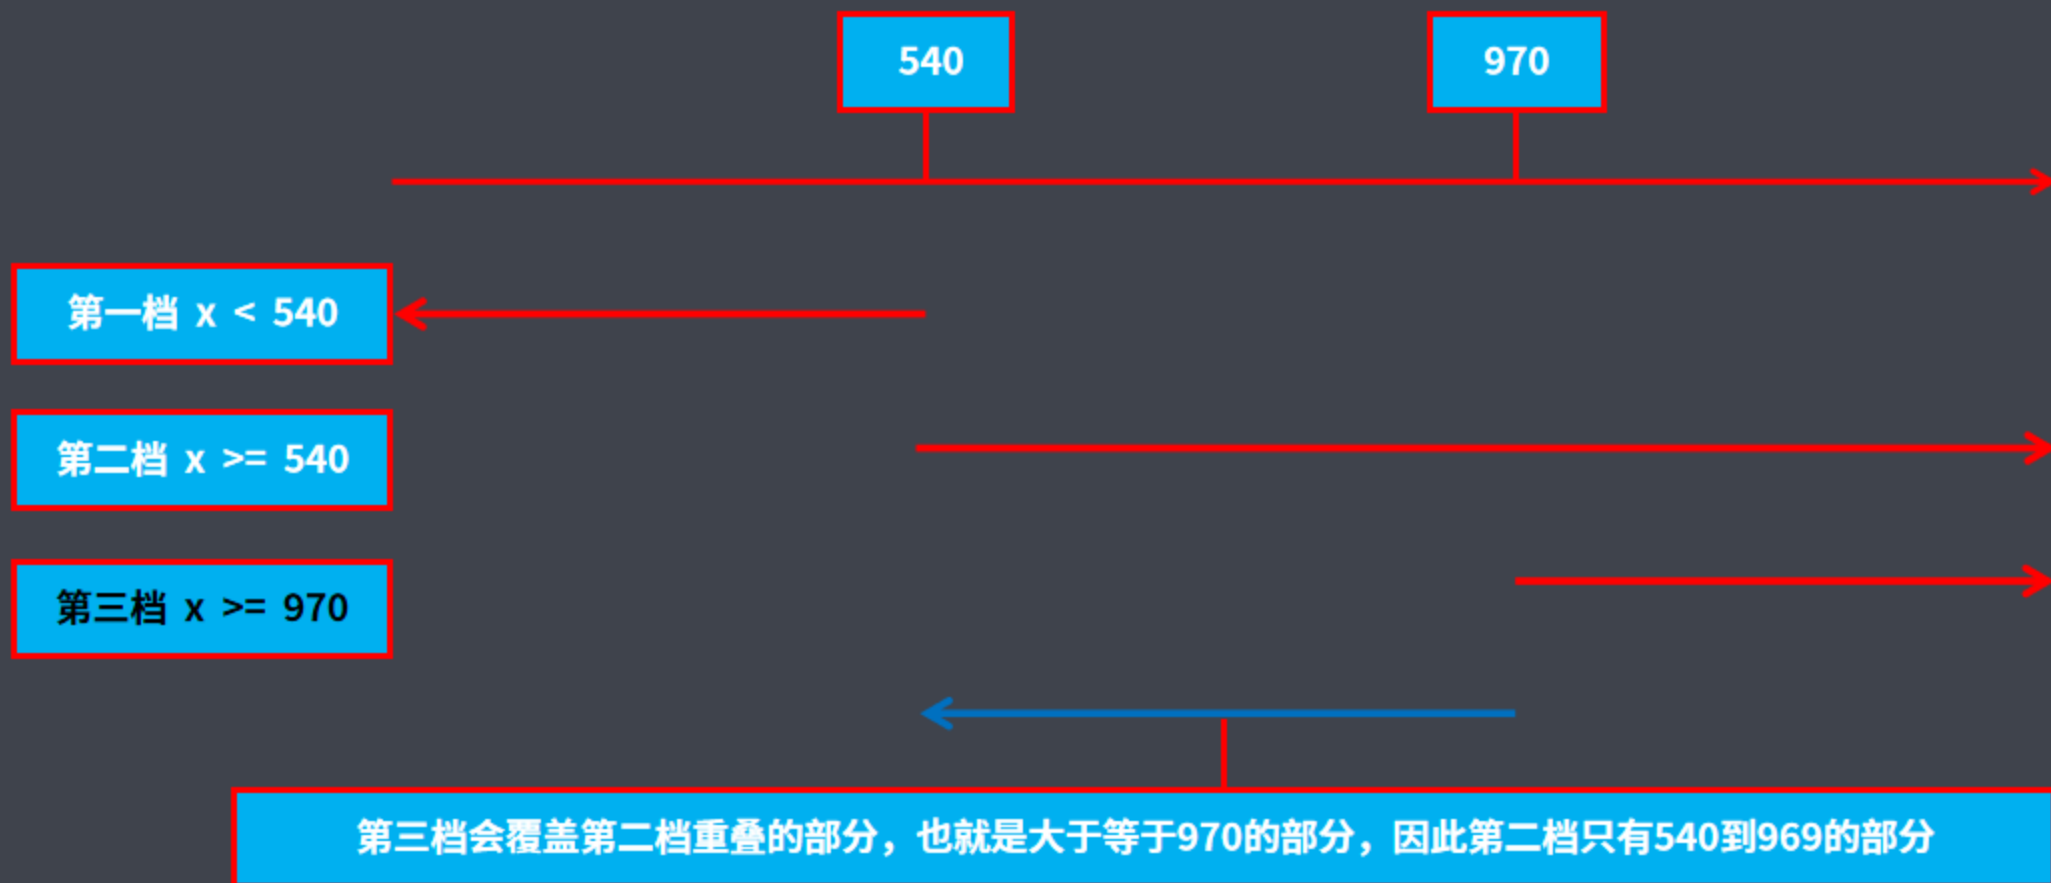 540
970
第一档 x < 540
第二档 x >= 540
第三档 x >= 970
第三档会覆盖第二档重叠的部分，也就是大于等于970的部分，因此第二档只有540到969的部分